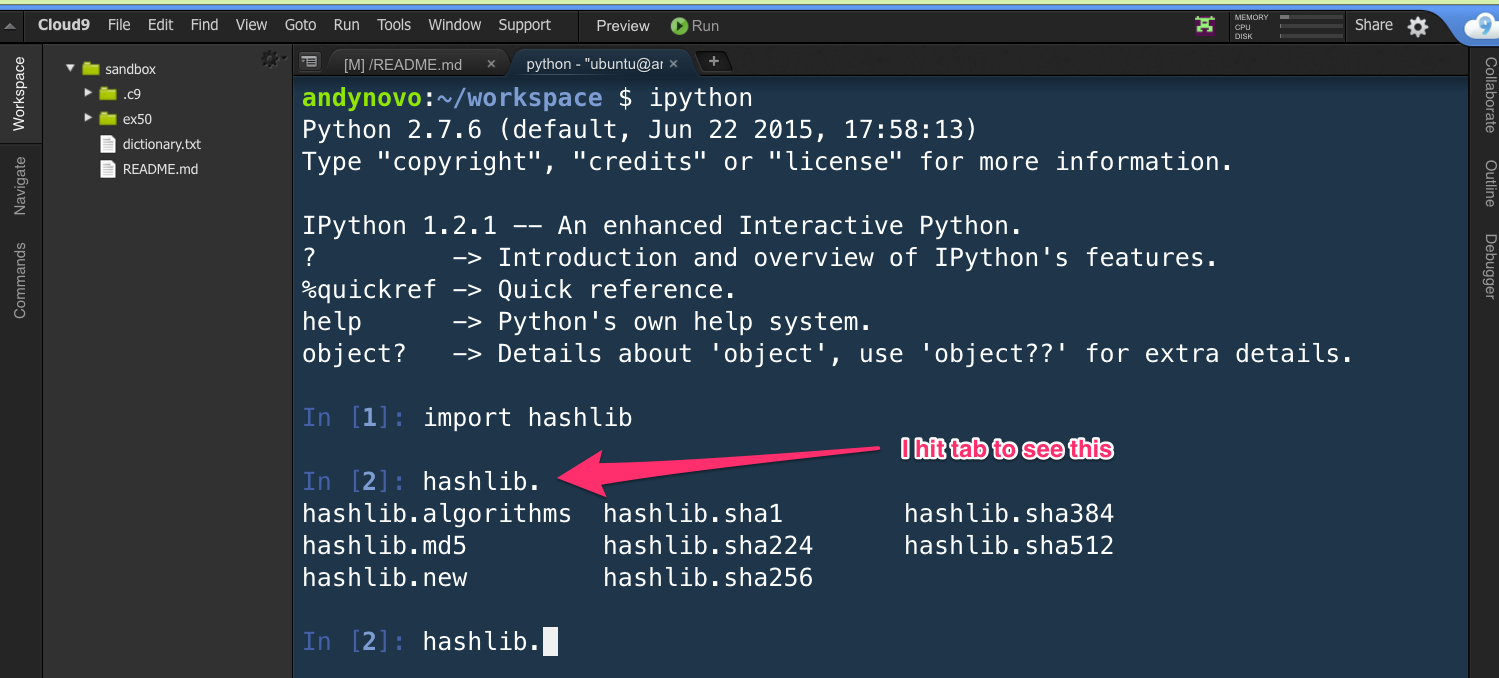 Cloud9 File Edit Find View Goto Run Tools Window Support Preview Run MEMORY CPU DISK Share 9
Workspace
Navigate
Commands
sandbox
.c9
ex50
dictionary.txt
README.md
[M] /README.md × python - "ubuntu@ar × +
andynovo:~/workspace $ ipython
Python 2.7.6 (default, Jun 22 2015, 17:58:13)
Type "copyright", "credits" or "license" for more information.
IPython 1.2.1 -- An enhanced Interactive Python.
? -> Introduction and overview of IPython's features.
%quickref -> Quick reference.
help -> Python's own help system.
object? -> Details about 'object', use 'object??' for extra details.
In [1]: import hashlib
I hit tab to see this
In [2]: hashlib.
hashlib.algorithms hashlib.sha1 hashlib.sha384
hashlib.md5 hashlib.sha224 hashlib.sha512
hashlib.new hashlib.sha256
In [2]: hashlib.
Collaborate
Outline
Debugger